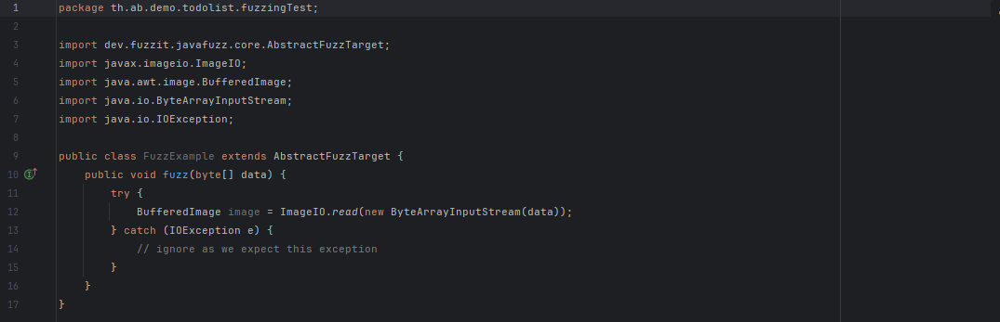 1 package th.ab.demo.todolist.fuzzingTest;
2
3 import dev.fuzzit.javafuzz.core.AbstractFuzzTarget;
4 import javax.imageio.ImageIO;
5 import java.awt.image.BufferedImage;
6 import java.io.ByteArrayInputStream;
7 import java.io.IOException;
8
9 public class FuzzExample extends AbstractFuzzTarget {
10     public void fuzz(byte[] data) {
11         try {
12             BufferedImage image = ImageIO.read(new ByteArrayInputStream(data));
13         } catch (IOException e) {
14             // ignore as we expect this exception
15         }
16     }
17 }